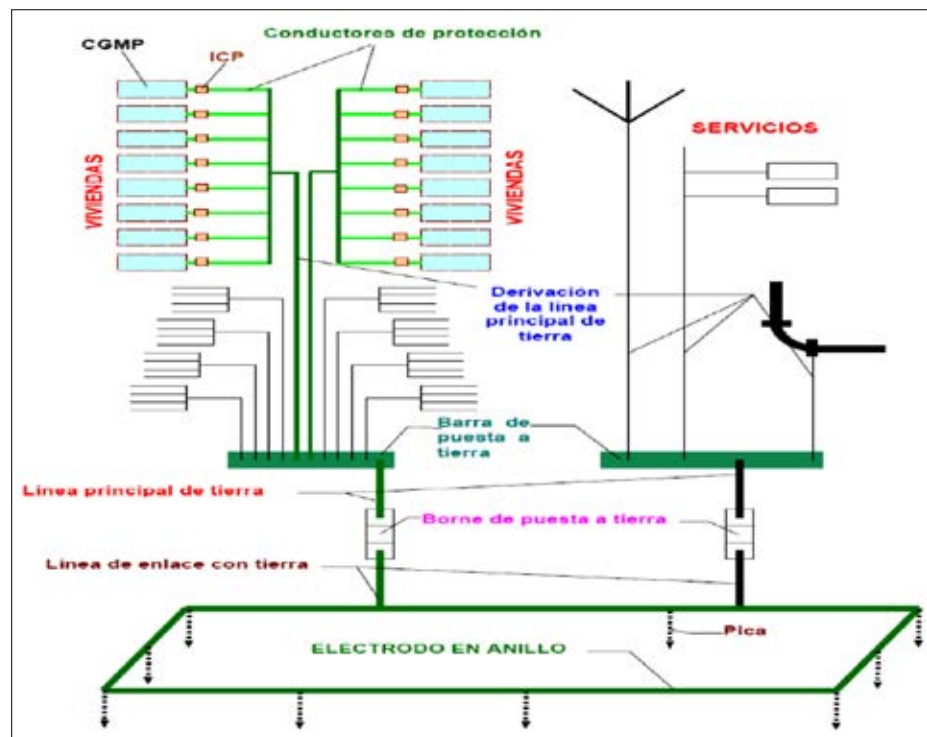 Conductores de protección
CGMP
ICP
VIVIENDAS
VIVIENDAS
SERVICIOS
Derivación
de la línea
principal de
tierra
Barra de
puesta a
tierra
Línea principal de tierra
Borne de puesta a tierra
Línea de enlace con tierra
Pica
ELECTRODO EN ANILLO